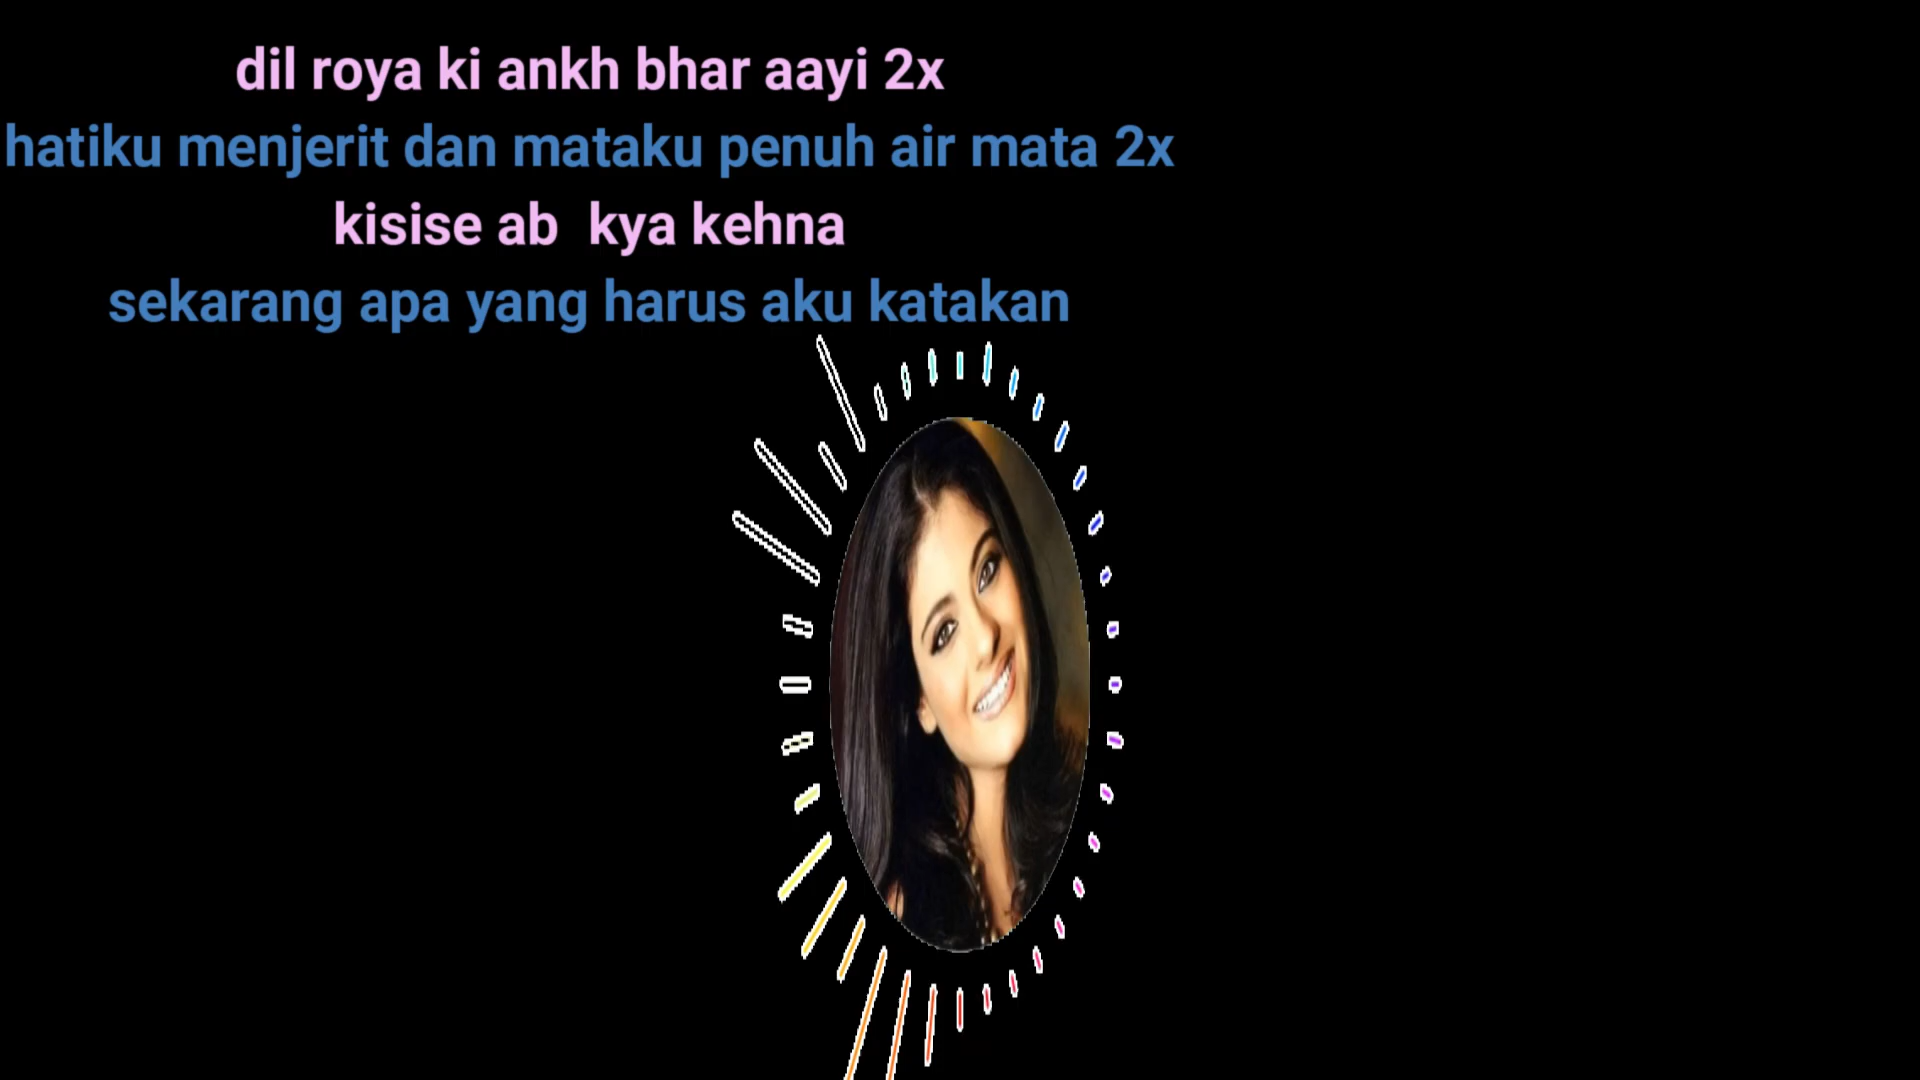 dil roya ki ankh bhar aayi 2x
hatiku menjerit dan mataku penuh air mata 2x
kisise ab  kya kehna
sekarang apa yang harus aku katakan